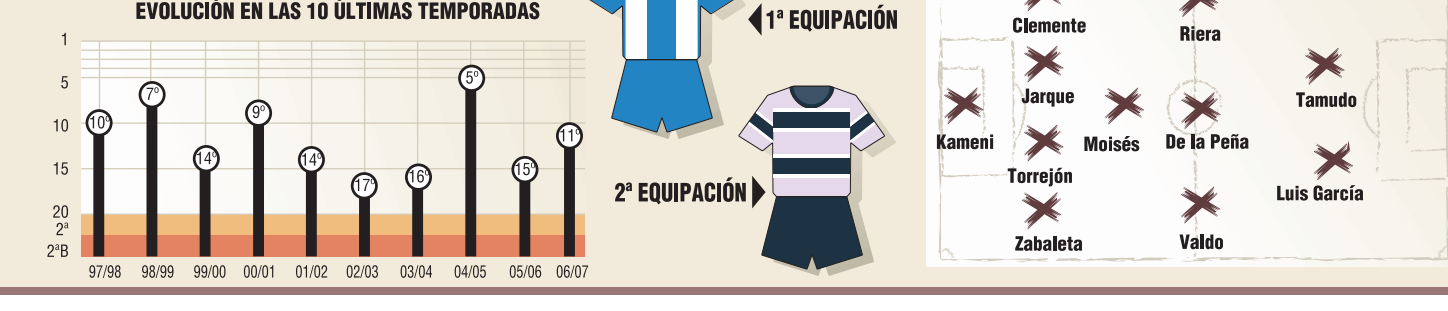 EVOLUCIÓN EN LAS 10 ÚLTIMAS TEMPORADAS
1
5
10
15
20
2ª
2ªB
10º
7º
14º
9º
14º
17º
16º
5º
15º
11º
97/98 98/99 99/00 00/01 01/02 02/03 03/04 04/05 05/06 06/07
1ª EQUIPACIÓN
2ª EQUIPACIÓN
Clemente
Riera
Jarque
Tamudo
Kameni
Moisés
De la Peña
Torrejón
Luis García
Zabaleta
Valdo